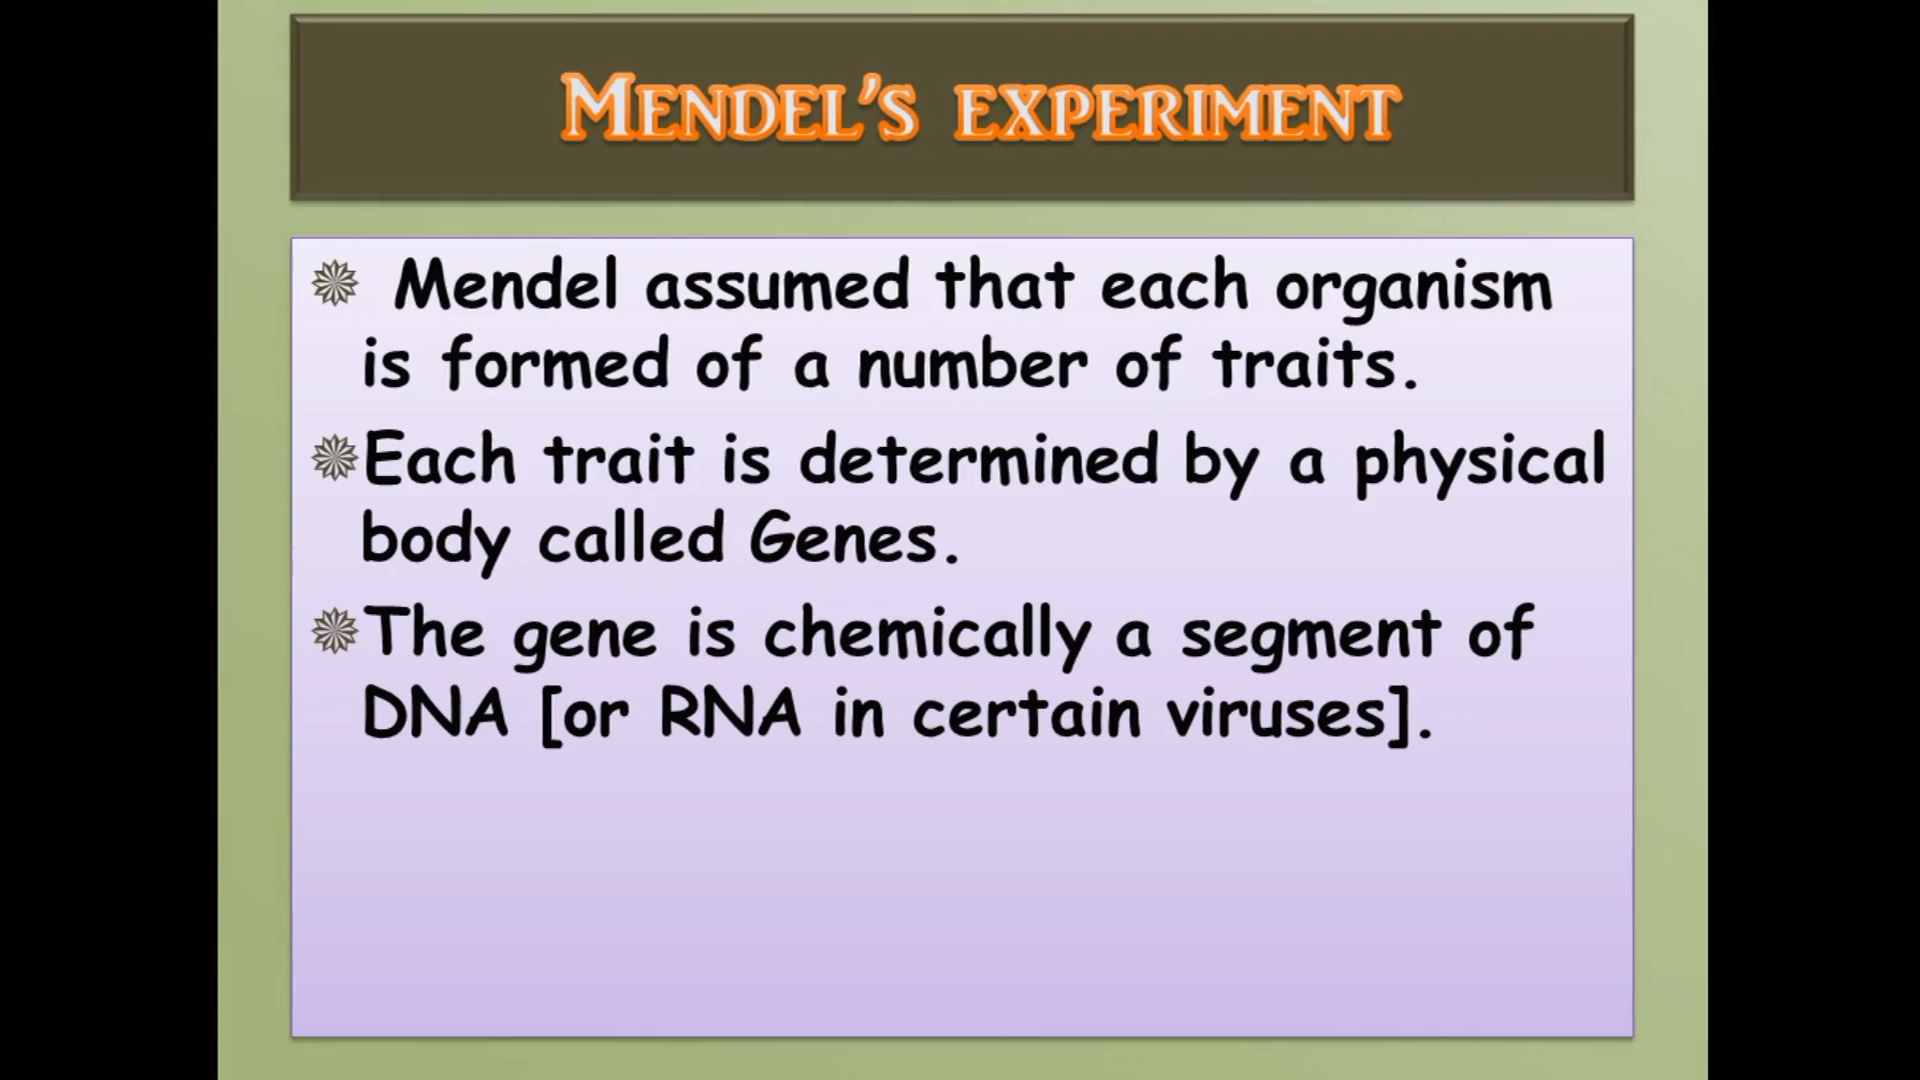 MENDEL'S EXPERIMENT
Mendel assumed that each organism
is formed of a number of traits.
Each trait is determined by a physical
body called Genes.
The gene is chemically a segment of
DNA [or RNA in certain viruses].